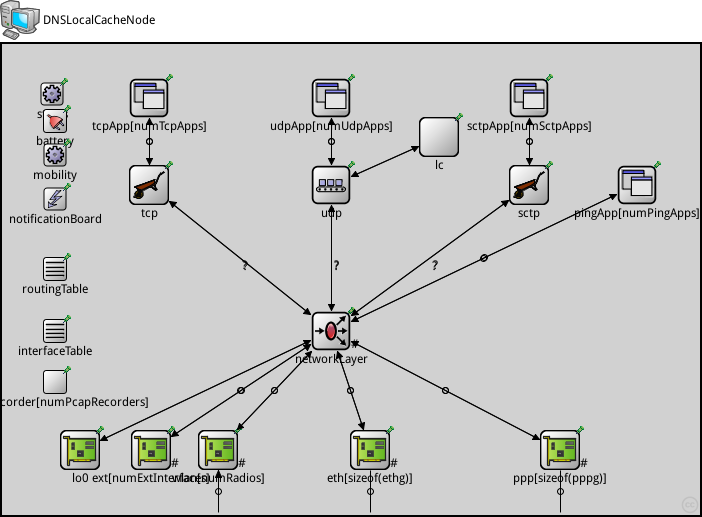 DNSLocalCacheNode
tcpApp[numTcpApps]
udpApp[numUdpApps]
sctpApp[numSctpApps]
battery
lc
mobility
tcp
udp
sctp
pingApp[numPingApps]
notificationBoard
?
?
?
routingTable
interfaceTable
networkLayer
#
corder[numPcapRecorders]
#
#
#
#
lo0
ext[numExtInterfaces]
wlan[numRadios]
eth[sizeof(ethg)]
ppp[sizeof(pppg)]
cc